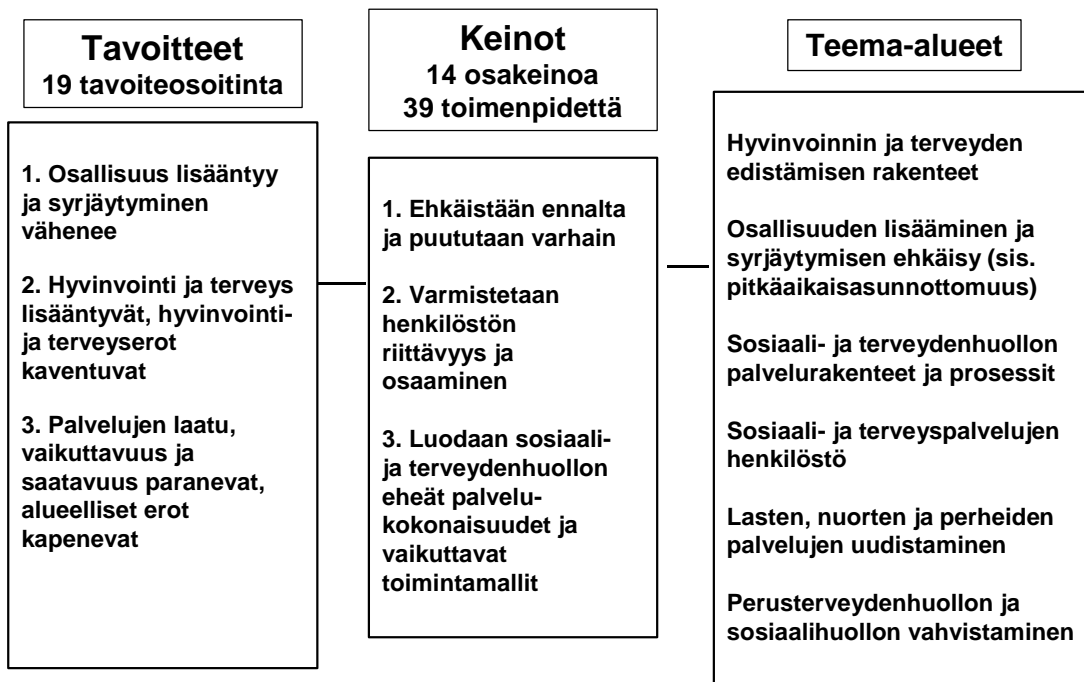 Tavoitteet
19 tavoiteosoitinta
1. Osallisuus lisääntyy
ja syrjäytyminen
vähenee
2. Hyvinvointi ja terveys
lisääntyvät, hyvinvointi-
ja terveyserot
kaventuvat
3. Palvelujen laatu,
vaikuttavuus ja
saatavuus paranevat,
alueelliset erot
kapenevat
Keinot
14 osakeinoa
39 toimenpidettä
1. Ehkäistään ennalta
ja puututaan varhain
2. Varmistetaan
henkilöstön
riittävyys ja
osaaminen
3. Luodaan sosiaali-
ja terveydenhuollon
eheät palvelu-
kokonaisuudet ja
vaikuttavat
toimintamallit
Teema-alueet
Hyvinvoinnin ja terveyden
edistämisen rakenteet
Osallisuuden lisääminen ja
syrjäytymisen ehkäisy (sis.
pitkäaikaisasunnottomuus)
Sosiaali- ja terveydenhuollon
palvelurakenteet ja prosessit
Sosiaali- ja terveyspalvelujen
henkilöstö
Lasten, nuorten ja perheiden
palvelujen uudistaminen
Perusterveydenhuollon ja
sosiaalihuollon vahvistaminen